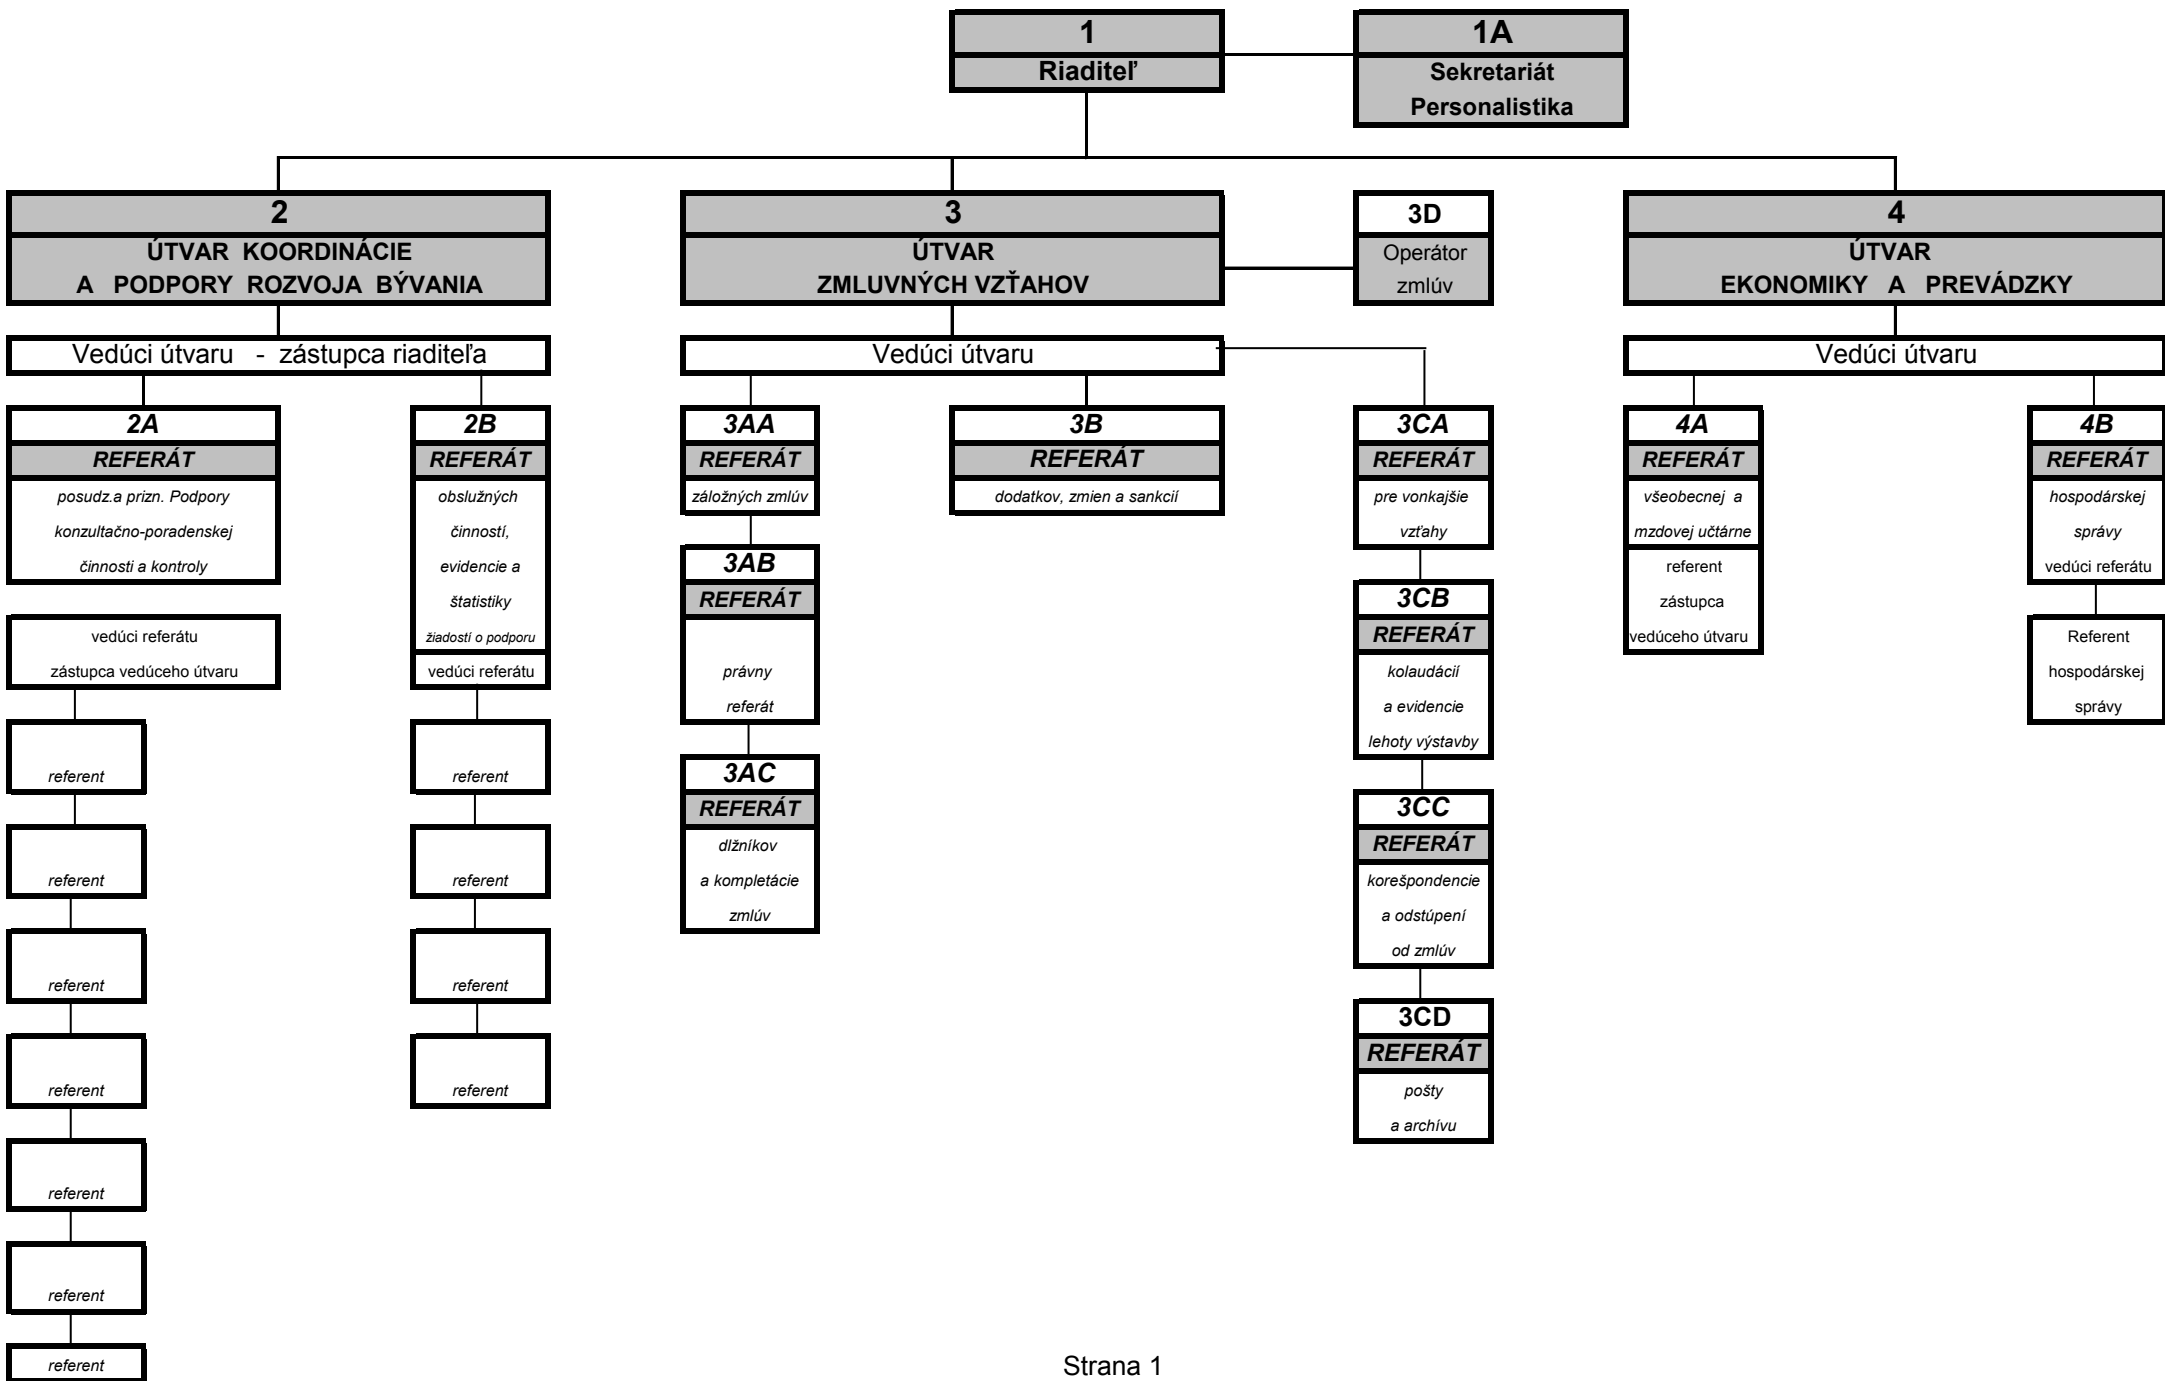 1
Riaditeľ
1A
Sekretariát
Personalistika
2
ÚTVAR KOORDINÁCIE
A PODPORY ROZVOJA BÝVANIA
Vedúci útvaru - zástupca riaditeľa
2A
REFERÁT
posudz.a prizn. Podpory
konzultačno-poradenskej
činnosti a kontroly
vedúci referátu
zástupca vedúceho útvaru
referent
referent
referent
referent
referent
referent
referent
2B
REFERÁT
obslužných
činností,
evidencie a
štatistiky
žiadostí o podporu
vedúci referátu
referent
referent
referent
referent
3
ÚTVAR
ZMLUVNÝCH VZŤAHOV
3D
Operátor
zmlúv
Vedúci útvaru
3AA
REFERÁT
záložných zmlúv
3AB
REFERÁT
právny
referát
3AC
REFERÁT
dlžníkov
a kompletácie
zmlúv
3B
REFERÁT
dodatkov, zmien a sankcií
3CA
REFERÁT
pre vonkajšie
vzťahy
3CB
REFERÁT
kolaudácií
a evidencie
lehoty výstavby
3CC
REFERÁT
korešpondencie
a odstúpení
od zmlúv
3CD
REFERÁT
pošty
a archívu
4
ÚTVAR
EKONOMIKY A PREVÁDZKY
Vedúci útvaru
4A
REFERÁT
všeobecnej a
mzdovej učtárne
referent
zástupca
vedúceho útvaru
4B
REFERÁT
hospodárskej
správy
vedúci referátu
Referent
hospodárskej
správy
Strana 1